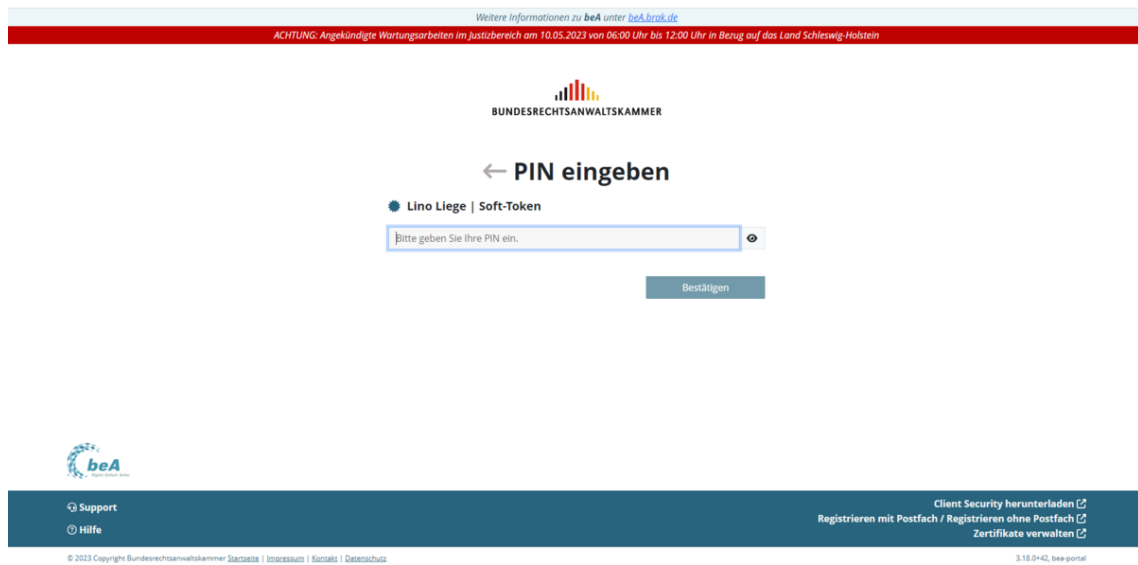 Weitere Informationen zu beA unter beA.brak.de
ACHTUNG: Angekündigte Wartungsarbeiten im Justizbereich am 10.05.2023 von 06:00 Uhr bis 12:00 Uhr in Bezug auf das Land Schleswig-Holstein
BUNDESRECHTSANWALTSKAMMER
← PIN eingeben
Lino Liege | Soft-Token
Bitte geben Sie Ihre PIN ein.
Bestätigen
beA
Support
Hilfe
Client Security herunterladen
Registrieren mit Postfach / Registrieren ohne Postfach
Zertifikate verwalten
© 2023 Copyright Bundesrechtsanwaltskammer Startseite | Impressum | Kontakt | Datenschutz
3.18.0+42, bea-portal